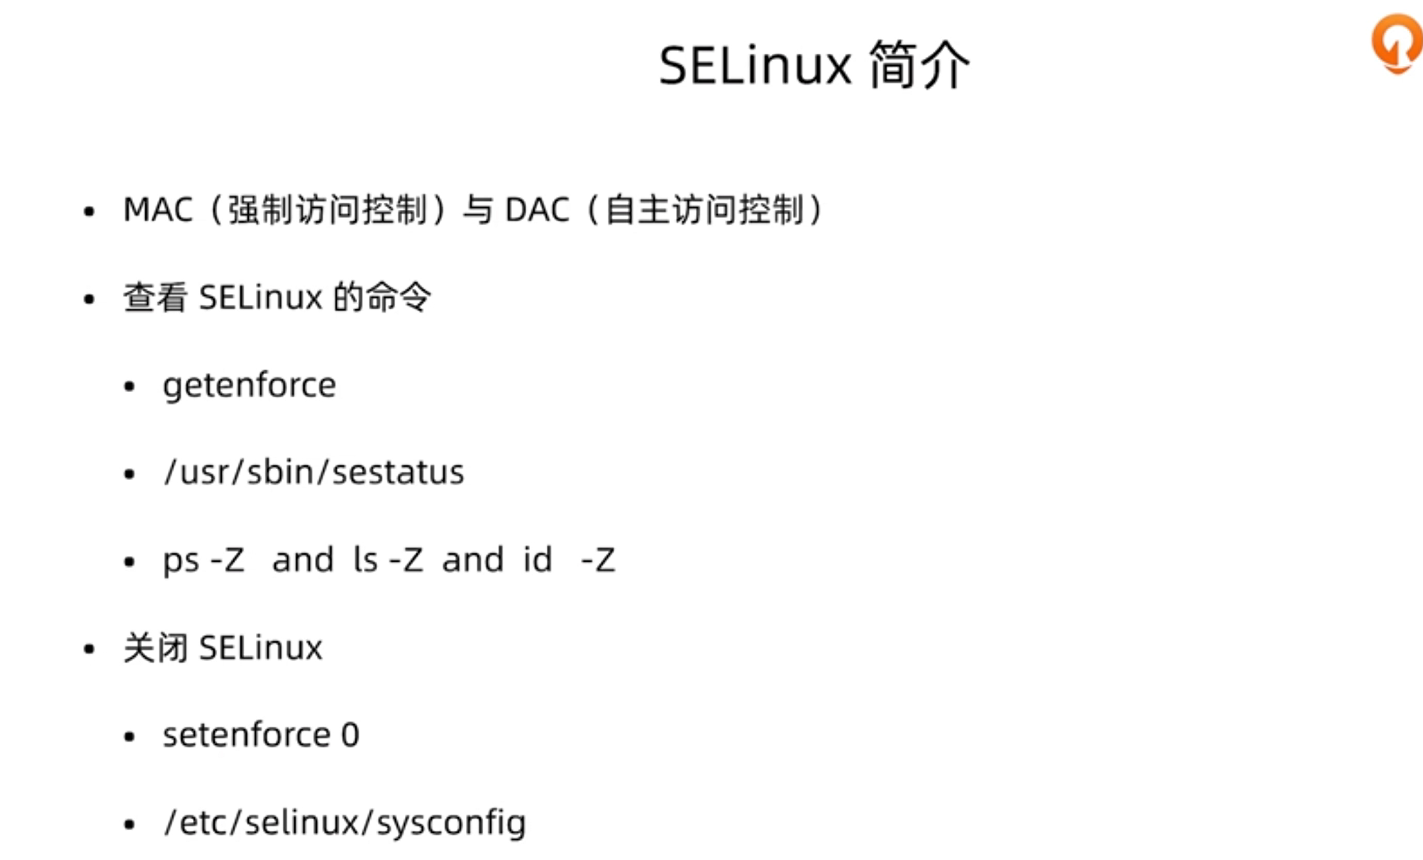 SELinux 简介
• MAC（强制访问控制）与 DAC（自主访问控制）
• 查看 SELinux 的命令
• getenforce
• /usr/sbin/sestatus
• ps -Z and ls -Z and id -Z
• 关闭 SELinux
• setenforce 0
• /etc/selinux/sysconfig